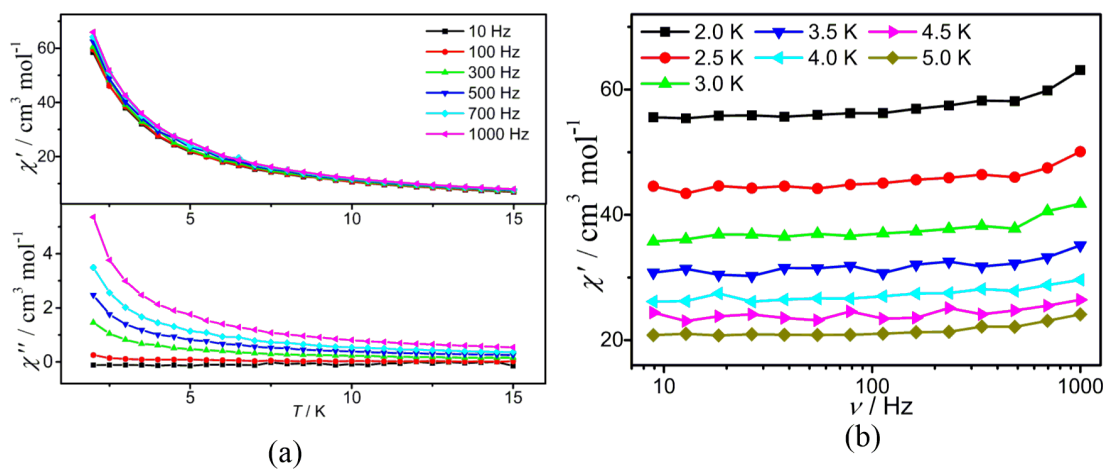 10 Hz
100 Hz
300 Hz
500 Hz
700 Hz
1000 Hz
60
40
20
χ′ / cm³ mol⁻¹
4
2
0
χ″ / cm³ mol⁻¹
5 10 15
T / K
(a)
2.0 K 3.5 K 4.5 K
2.5 K 4.0 K 5.0 K
3.0 K
60
40
20
χ′ / cm³ mol⁻¹
10 100 1000
ν / Hz
(b)